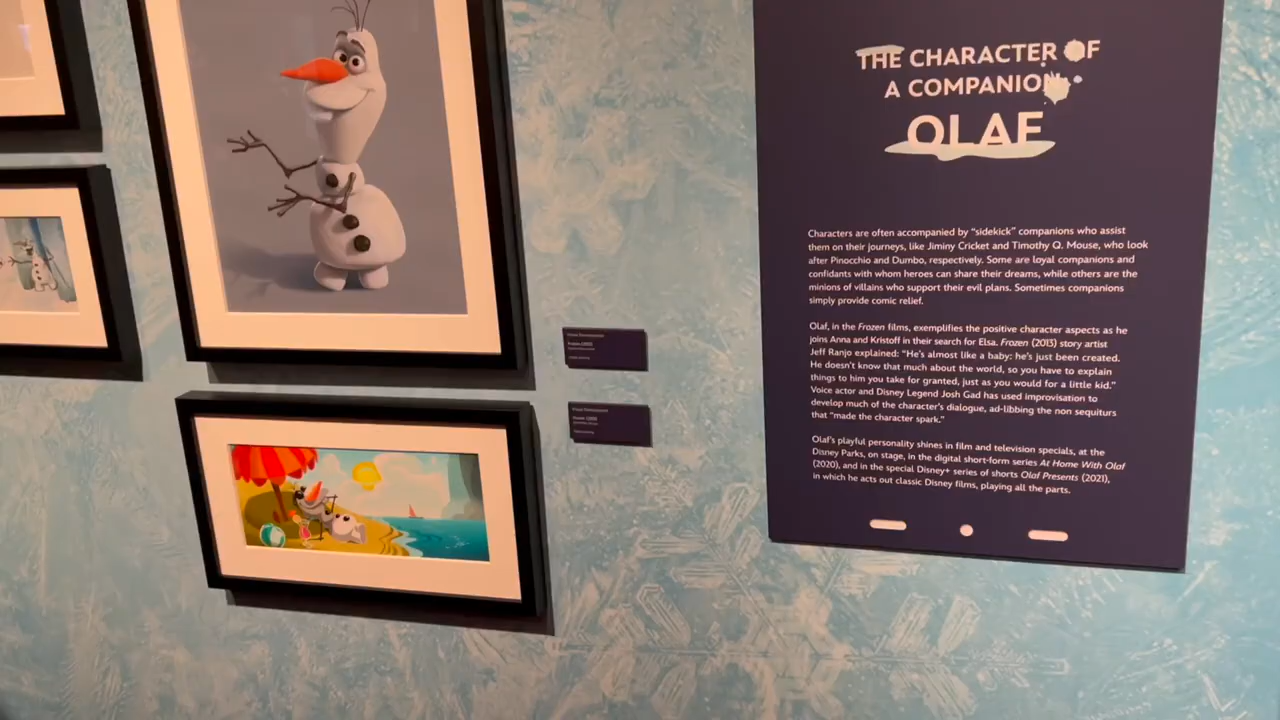 THE CHARACTER OF
A COMPANION
OLAF
Characters are often accompanied by “sidekick” companions who assist
them on their journeys, like Jiminy Cricket and Timothy Q. Mouse, who look
after Pinocchio and Dumbo, respectively. Some are loyal companions and
confidants with whom heroes can share their dreams, while others are the
minions of villains who support their evil plans. Sometimes companions
simply provide comic relief.
Olaf, in the Frozen films, exemplifies the positive character aspects as he
joins Anna and Kristoff in their search for Elsa. Frozen (2013) story artist
Jeff Ranjo explained: “He’s almost like a baby; he’s just been created.
He doesn’t know that much about the world, so you have to explain
things to him you take for granted, just as you would for a little kid.”
Voice actor and Disney Legend Josh Gad has used improvisation to
develop much of the character’s dialogue, ad-libbing the non sequiturs
that “made the character spark.”
Olaf’s playful personality shines in film and television specials, at the
Disney Parks, on stage, in the digital short-form series At Home With Olaf
(2020), and in the special Disney+ series of shorts Olaf Presents (2021),
in which he acts out classic Disney films, playing all the parts.